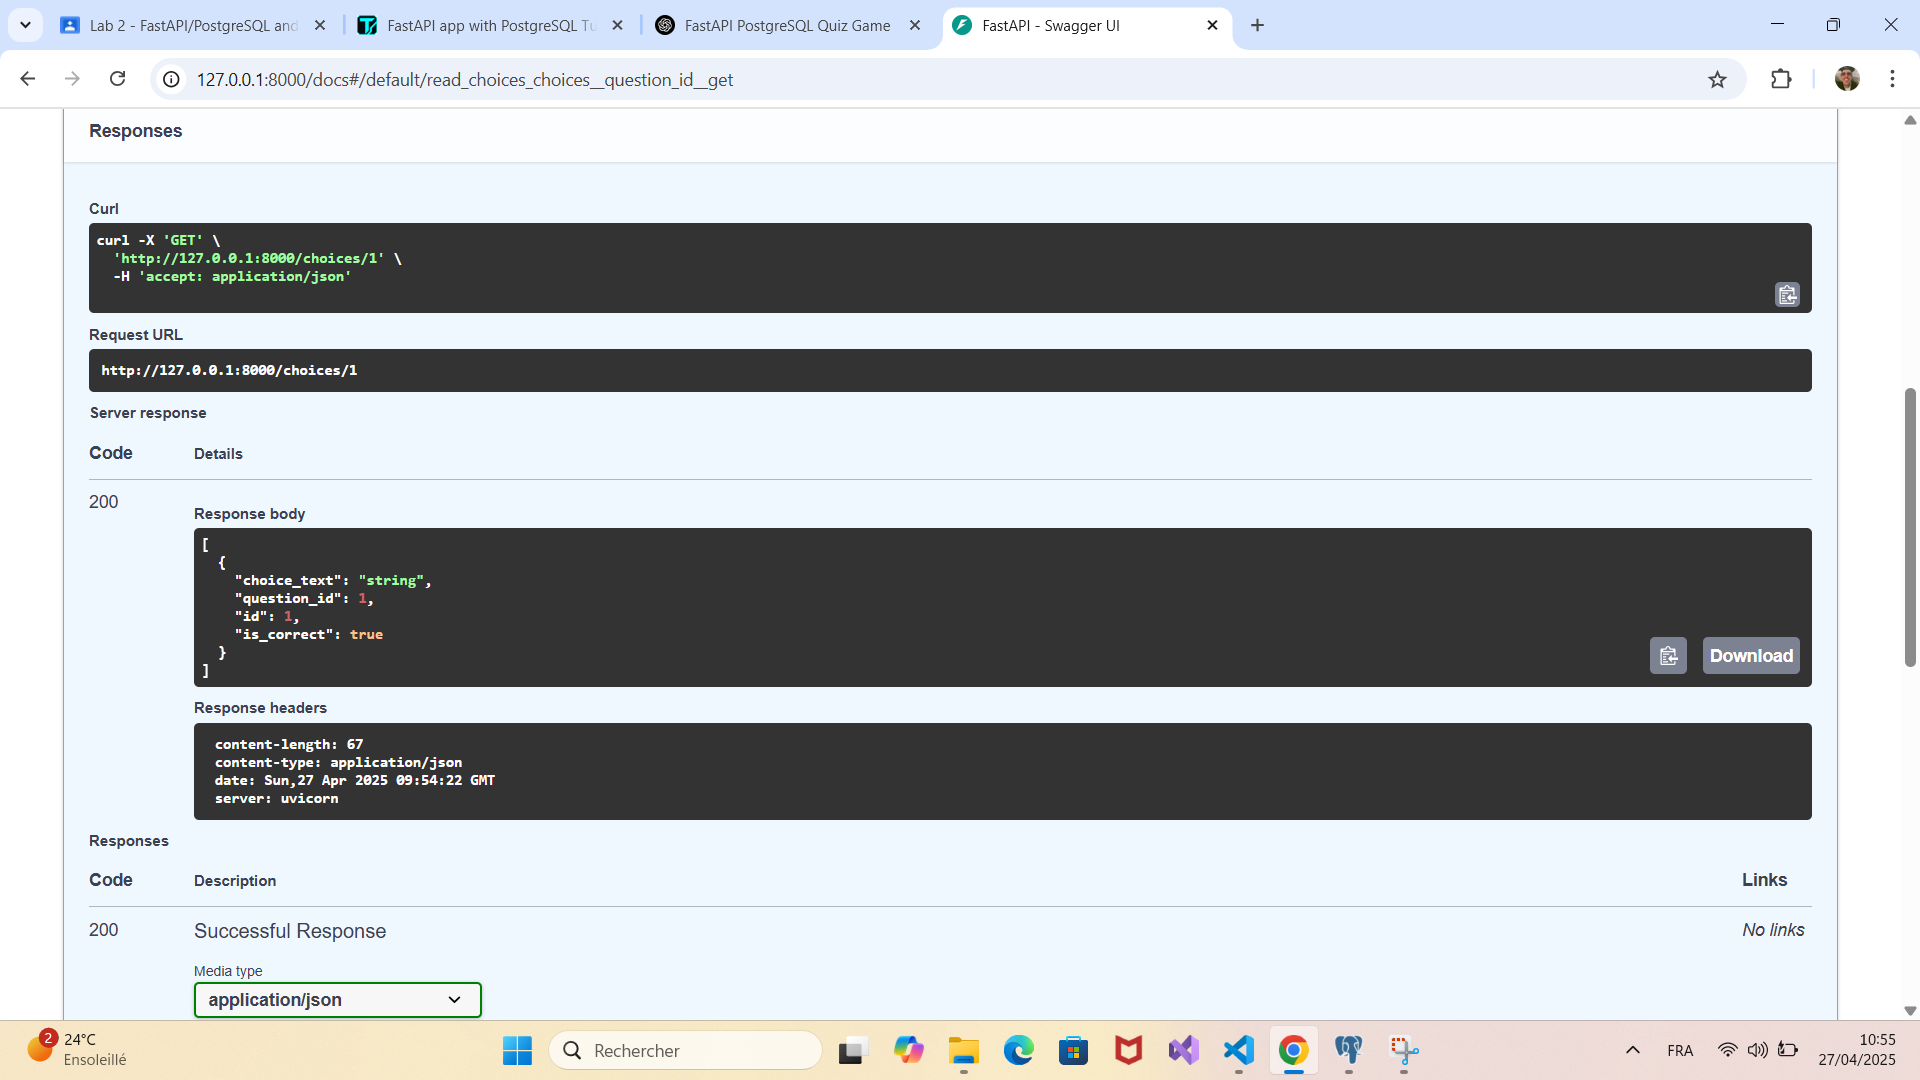 Lab 2 - FastAPI/PostgreSQL and
FastAPI app with PostgreSQL Tu
FastAPI PostgreSQL Quiz Game
FastAPI - Swagger UI
127.0.0.1:8000/docs#/default/read_choices_choices__question_id__get
Responses
Curl
curl -X 'GET' \
'http://127.0.0.1:8000/choices/1' \
-H 'accept: application/json'
Request URL
http://127.0.0.1:8000/choices/1
Server response
Code Details
200
Response body
[
{
"choice_text": "string",
"question_id": 1,
"id": 1,
"is_correct": true
}
]
Download
Response headers
content-length: 67
content-type: application/json
date: Sun,27 Apr 2025 09:54:22 GMT
server: uvicorn
Responses
Code Description Links
200 Successful Response No links
Media type
application/json
2
24°C
Ensoleillé
Rechercher
FRA
10:55
27/04/2025